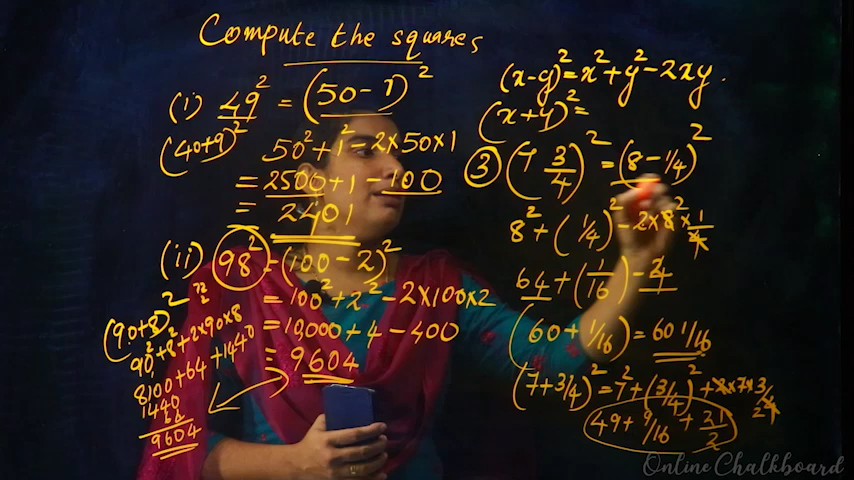 Compute the squares
(i) 49² = (50 - 1)²
(40+9)²
50² + 1² - 2×50×1
= 2500 + 1 - 100
= 2401
(ii) 98² = (100 - 2)²
= 100² + 2² - 2×100×2
= 10,000 + 4 - 400
= 9604
(90+8)²
90² + 8² + 2×90×8
8100 + 64 + 1440
1440
64
9604
(x-y)² = x² + y² - 2xy.
(x+y)² =
③ (7 3/4)² = (8 - 1/4)²
8² + (1/4)² - 2×8×1/4
64 + (1/16) - 4
(60 + 1/16) = 60 1/16
(7 + 3/4)² = 7² + (3/4)² + 2×7×3/4
49 + 9/16 + 21/2
Online Chalkboard